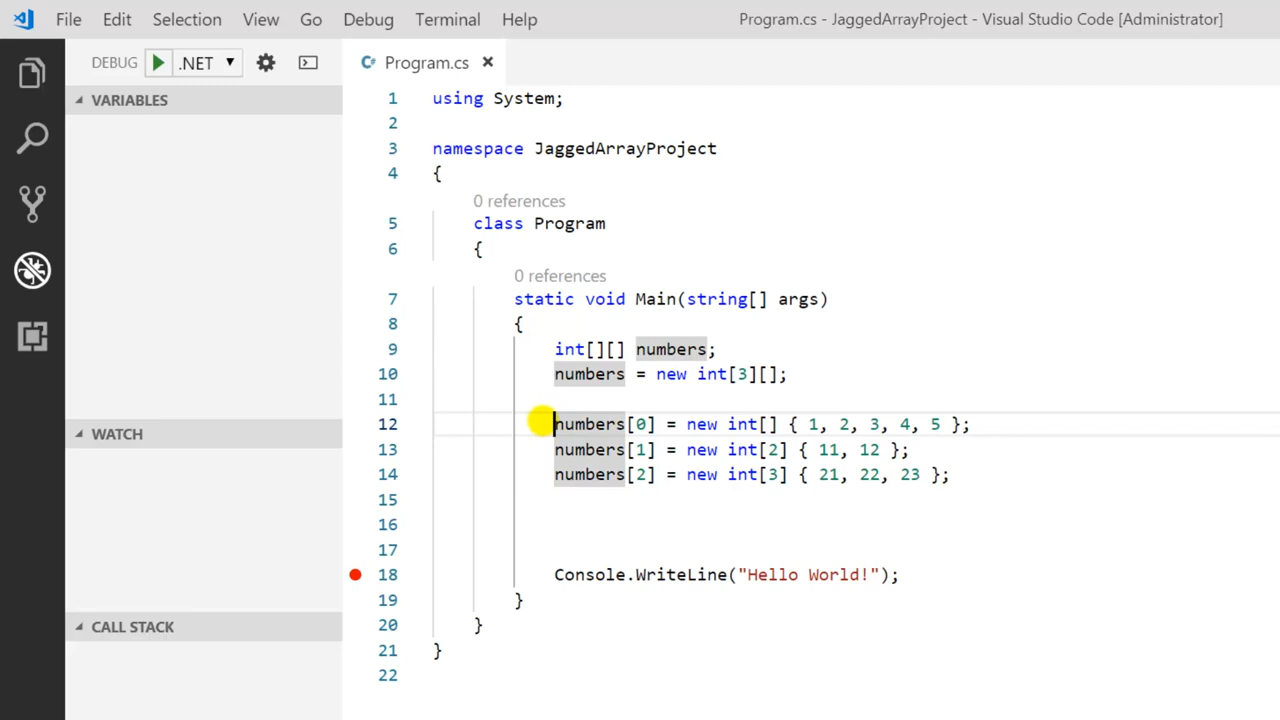 File Edit Selection View Go Debug Terminal Help Program.cs - JaggedArrayProject - Visual Studio Code [Administrator]
DEBUG .NET Program.cs
VARIABLES
WATCH
CALL STACK
1 using System;
2
3 namespace JaggedArrayProject
4 {
0 references
5 class Program
6 {
0 references
7 static void Main(string[] args)
8 {
9 int[][] numbers;
10 numbers = new int[3][];
11
12 numbers[0] = new int[] { 1, 2, 3, 4, 5 };
13 numbers[1] = new int[2] { 11, 12 };
14 numbers[2] = new int[3] { 21, 22, 23 };
15
16
17
18 Console.WriteLine("Hello World!");
19 }
20 }
21 }
22